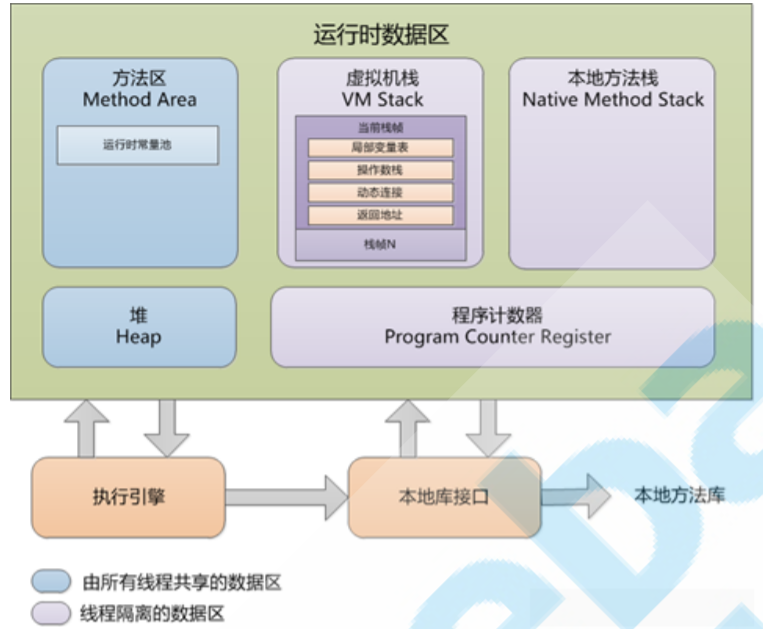 运行时数据区
方法区
Method Area
运行时常量池
虚拟机栈
VM Stack
当前栈帧
局部变量表
操作数栈
动态连接
返回地址
栈帧N
本地方法栈
Native Method Stack
堆
Heap
程序计数器
Program Counter Register
执行引擎
本地库接口
本地方法库
由所有线程共享的数据区
线程隔离的数据区